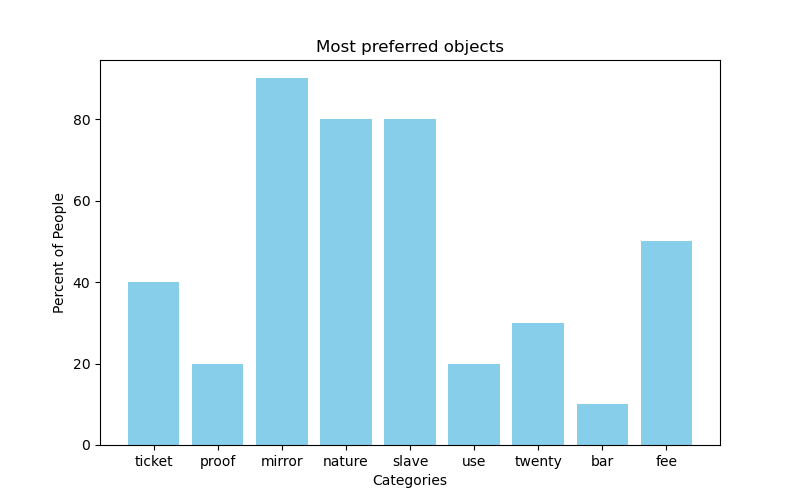 Most preferred objects
Percent of People
80
60
40
20
0
ticket proof mirror nature slave use twenty bar fee
Categories